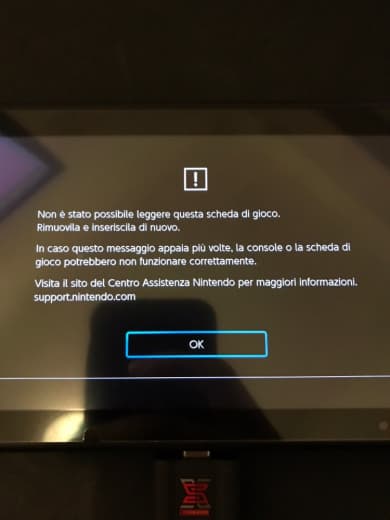 Non è stato possibile leggere questa scheda di gioco.
Rimuovila e inseriscila di nuovo.
In caso questo messaggio appaia più volte, la console o la scheda di
gioco potrebbero non funzionare correttamente.
Visita il sito del Centro Assistenza Nintendo per maggiori informazioni.
support.nintendo.com
OK